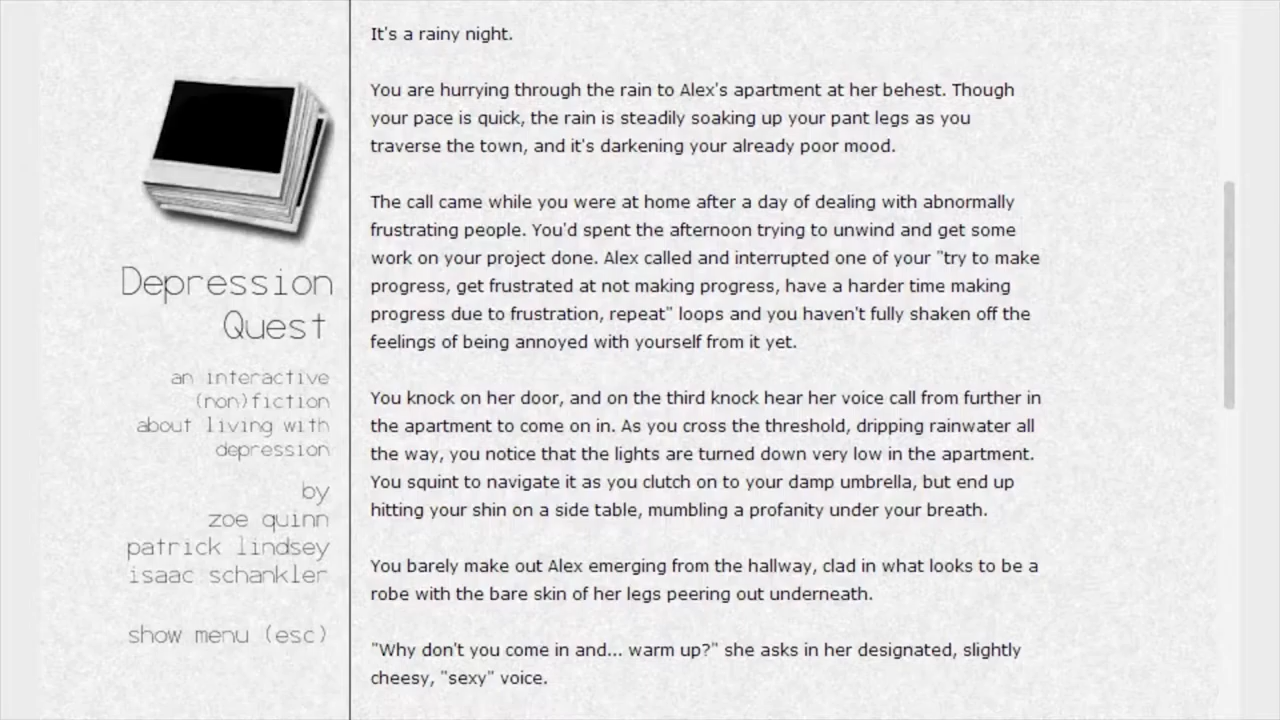 Depression
Quest
an interactive
(non)fiction
about living with
depression
by
zoe quinn
patrick lindsey
isaac schankler
show menu (esc)
It's a rainy night.
You are hurrying through the rain to Alex's apartment at her behest. Though
your pace is quick, the rain is steadily soaking up your pant legs as you
traverse the town, and it's darkening your already poor mood.
The call came while you were at home after a day of dealing with abnormally
frustrating people. You'd spent the afternoon trying to unwind and get some
work on your project done. Alex called and interrupted one of your "try to make
progress, get frustrated at not making progress, have a harder time making
progress due to frustration, repeat" loops and you haven't fully shaken off the
feelings of being annoyed with yourself from it yet.
You knock on her door, and on the third knock hear her voice call from further in
the apartment to come on in. As you cross the threshold, dripping rainwater all
the way, you notice that the lights are turned down very low in the apartment.
You squint to navigate it as you clutch on to your damp umbrella, but end up
hitting your shin on a side table, mumbling a profanity under your breath.
You barely make out Alex emerging from the hallway, clad in what looks to be a
robe with the bare skin of her legs peering out underneath.
"Why don't you come in and... warm up?" she asks in her designated, slightly
cheesy, "sexy" voice.